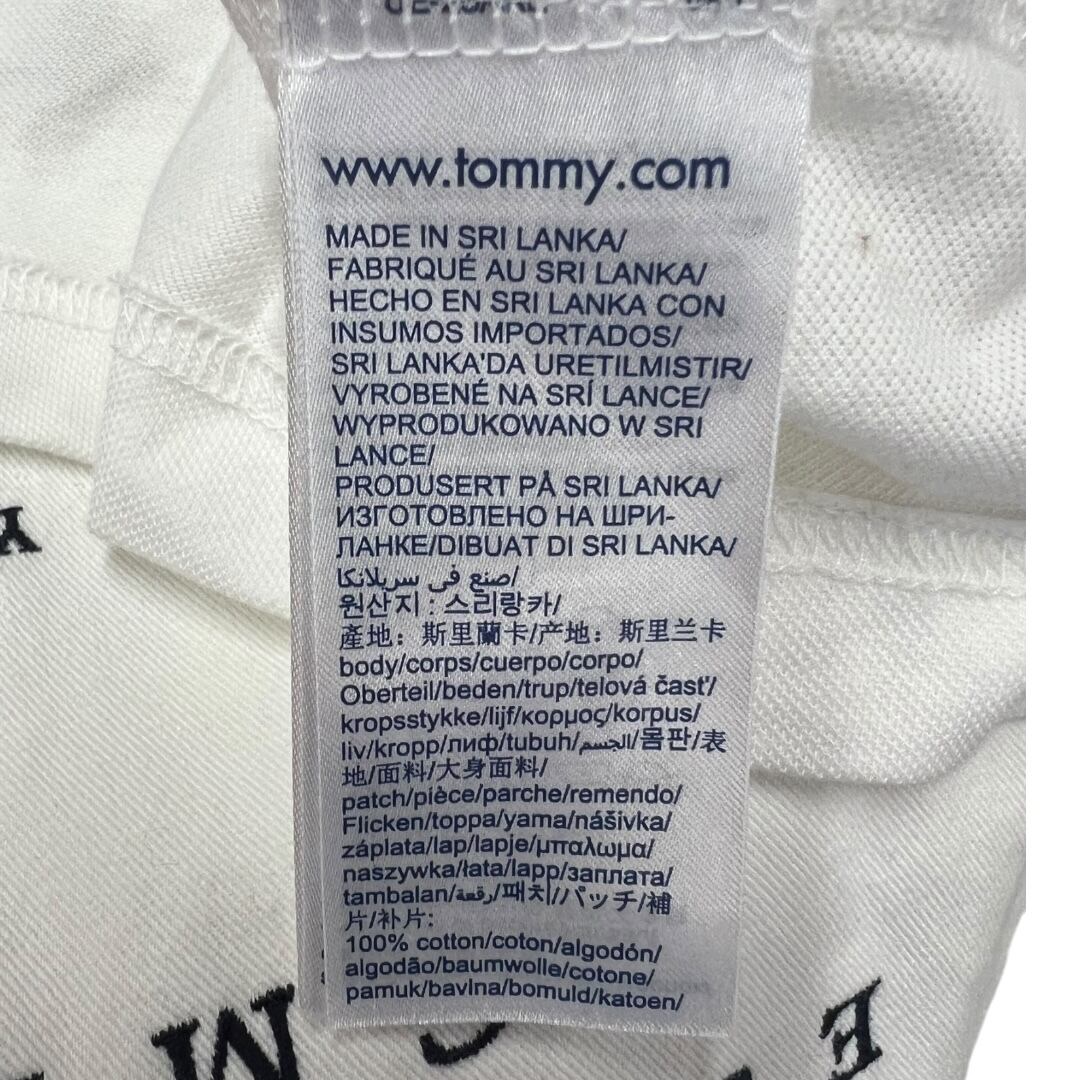 www.tommy.com
MADE IN SRI LANKA/
FABRIQUÉ AU SRI LANKA/
HECHO EN SRI LANKA CON
INSUMOS IMPORTADOS/
SRI LANKA'DA URETILMISTIR/
VYROBENÉ NA SRÍ LANCE/
WYPRODUKOWANO W SRI
LANCE/
PRODUSERT PÅ SRI LANKA/
ИЗГОТОВЛЕНО НА ШРИ-
ЛАНКЕ/DIBUAT DI SRI LANKA/
صنع في سريلانكا/
원산지 : 스리랑카/
產地: 斯里蘭卡/产地: 斯里兰卡
body/corps/cuerpo/corpo/
Oberteil/beden/trup/telová časť/
kropsstykke/lijf/κορμος/korpus/
liv/kropp/лиф/tubuh/الجسم/몸판/表
地/面料/大身面料/
patch/pièce/parche/remendo/
Flicken/toppa/yama/nášivka/
záplata/lap/lapje/μπαλωμα/
naszywka/łata/lapp/заплата/
tambalan/رقعة/패치/パッチ/補
片/补片:
100% cotton/coton/algodón/
algodão/baumwolle/cotone/
pamuk/bavlna/bomuld/katoen/
Y
M
E